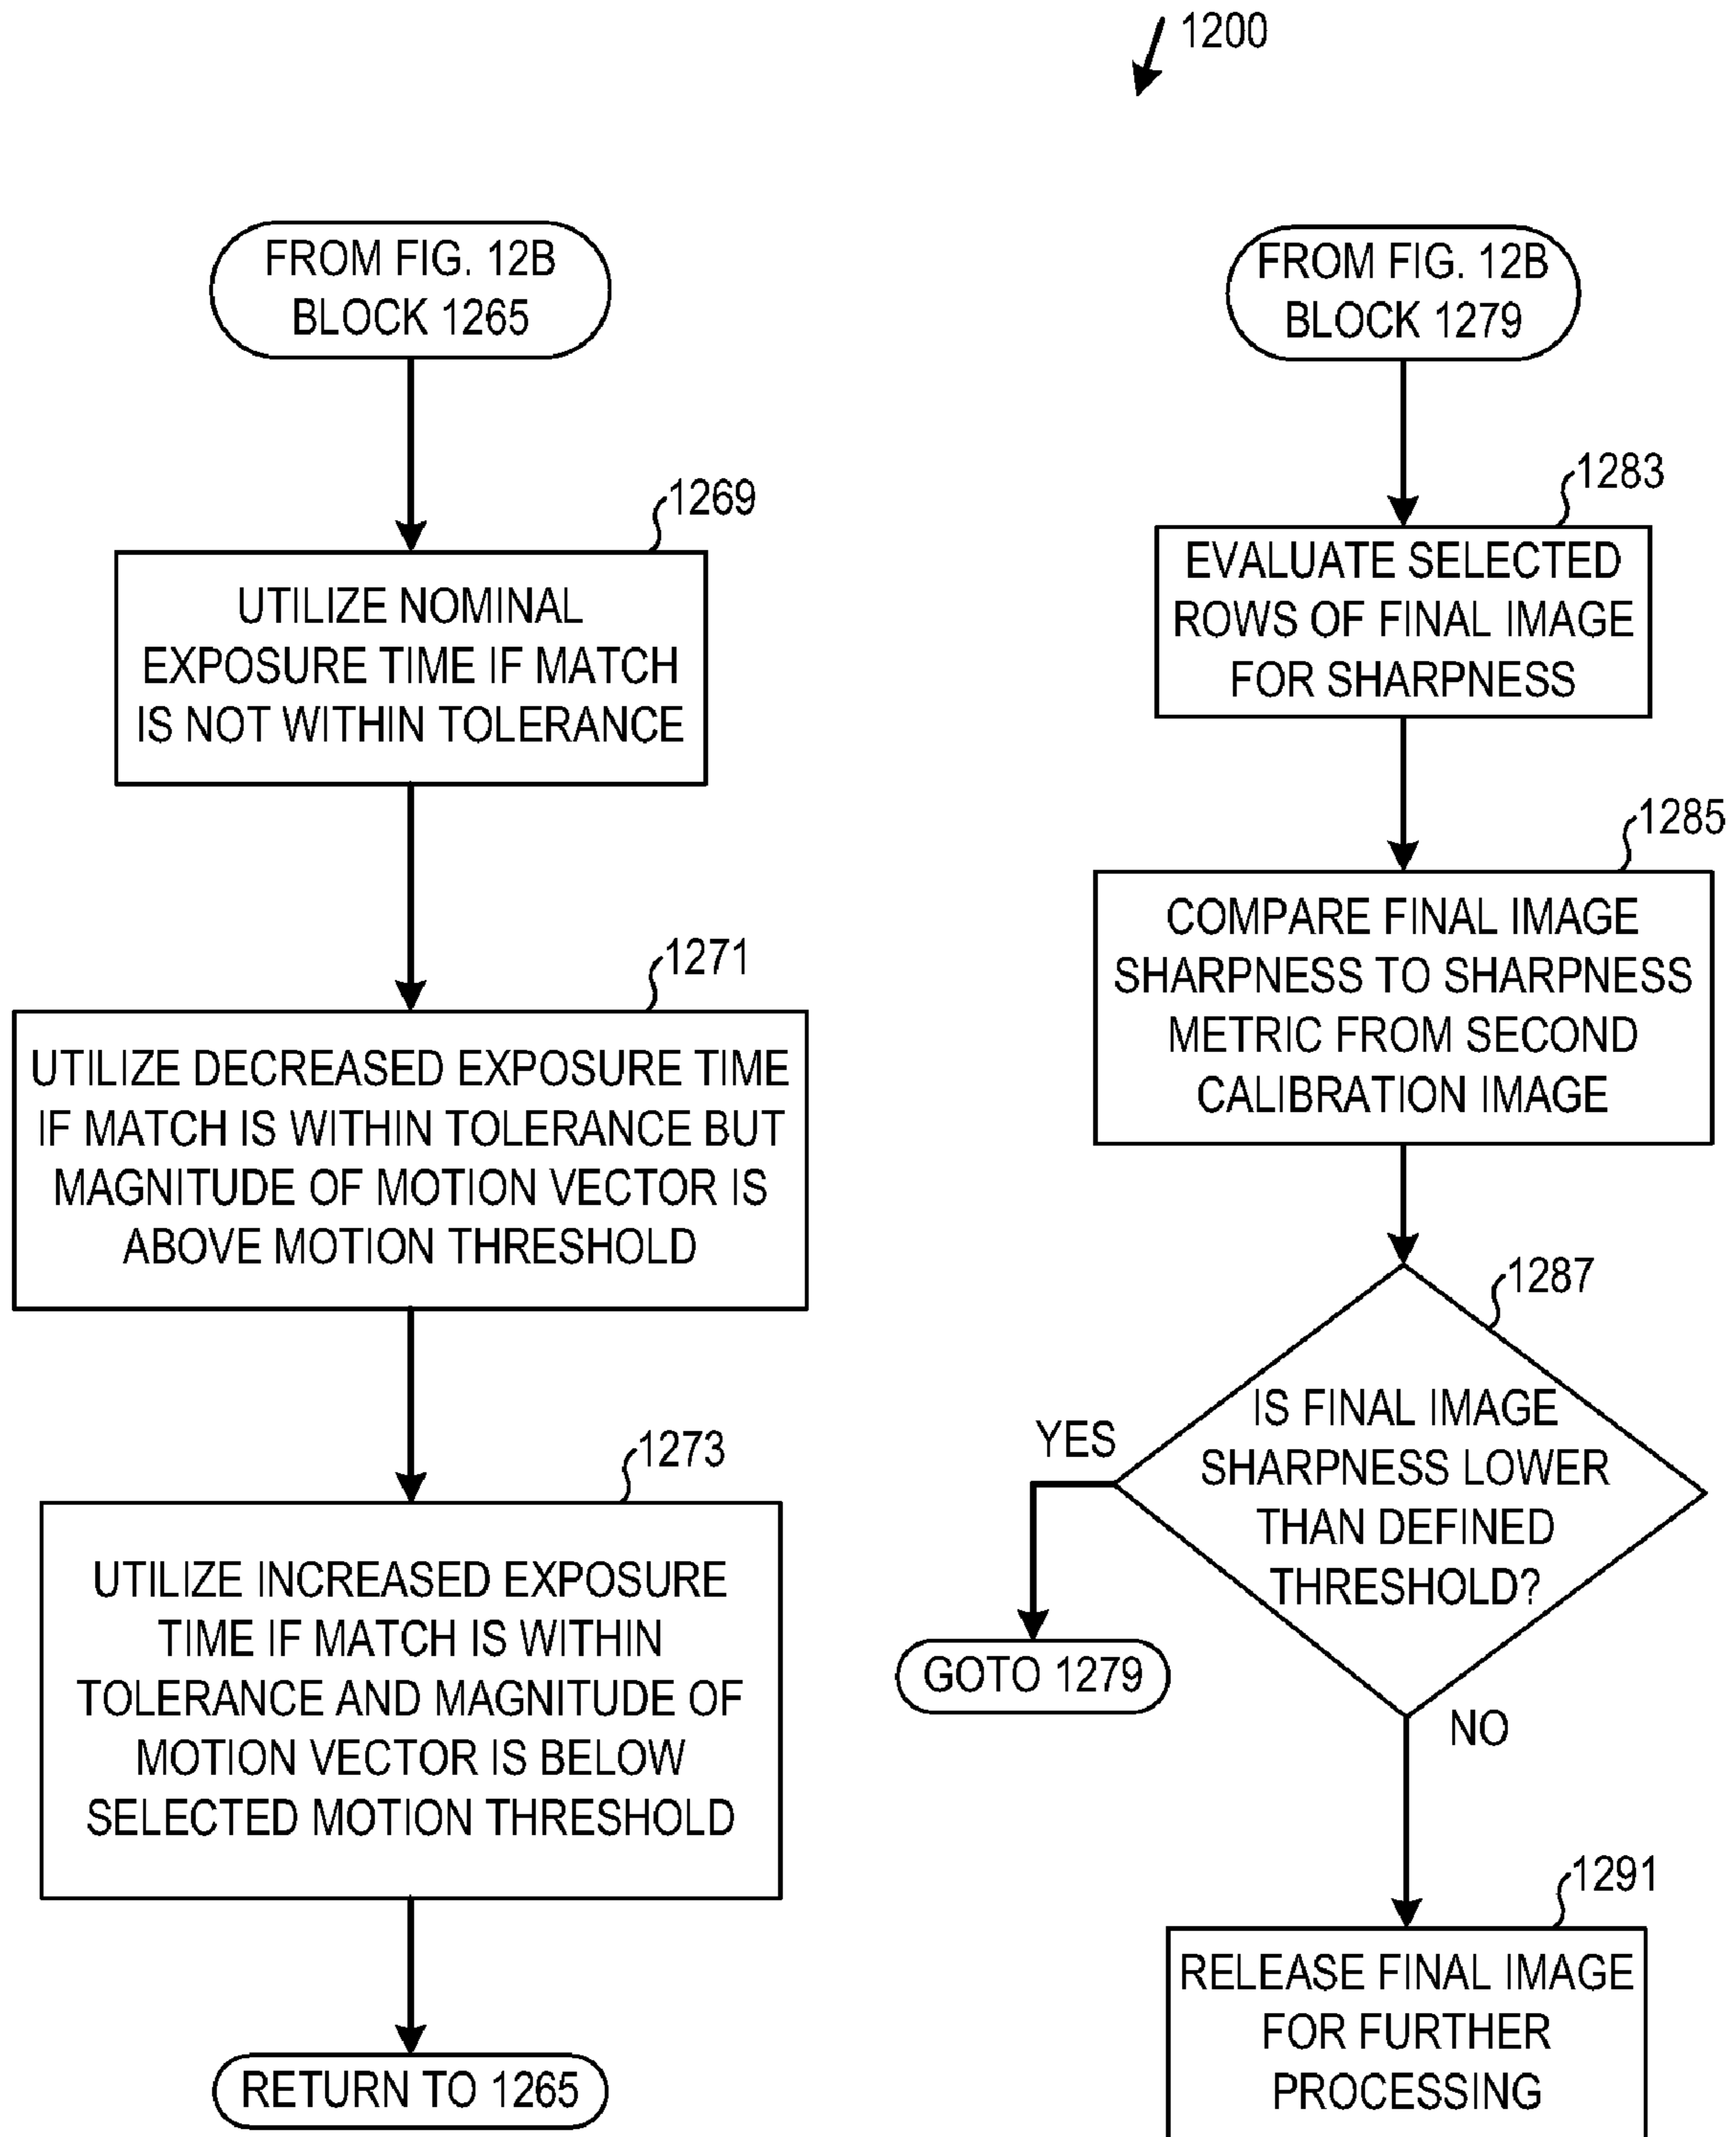 1200
FROM FIG. 12B
BLOCK 1265
1269
UTILIZE NOMINAL
EXPOSURE TIME IF MATCH
IS NOT WITHIN TOLERANCE
1271
UTILIZE DECREASED EXPOSURE TIME
IF MATCH IS WITHIN TOLERANCE BUT
MAGNITUDE OF MOTION VECTOR IS
ABOVE MOTION THRESHOLD
1273
UTILIZE INCREASED EXPOSURE
TIME IF MATCH IS WITHIN
TOLERANCE AND MAGNITUDE OF
MOTION VECTOR IS BELOW
SELECTED MOTION THRESHOLD
RETURN TO 1265
FROM FIG. 12B
BLOCK 1279
1283
EVALUATE SELECTED
ROWS OF FINAL IMAGE
FOR SHARPNESS
1285
COMPARE FINAL IMAGE
SHARPNESS TO SHARPNESS
METRIC FROM SECOND
CALIBRATION IMAGE
1287
IS FINAL IMAGE
SHARPNESS LOWER
THAN DEFINED
THRESHOLD?
YES
GOTO 1279
NO
1291
RELEASE FINAL IMAGE
FOR FURTHER
PROCESSING